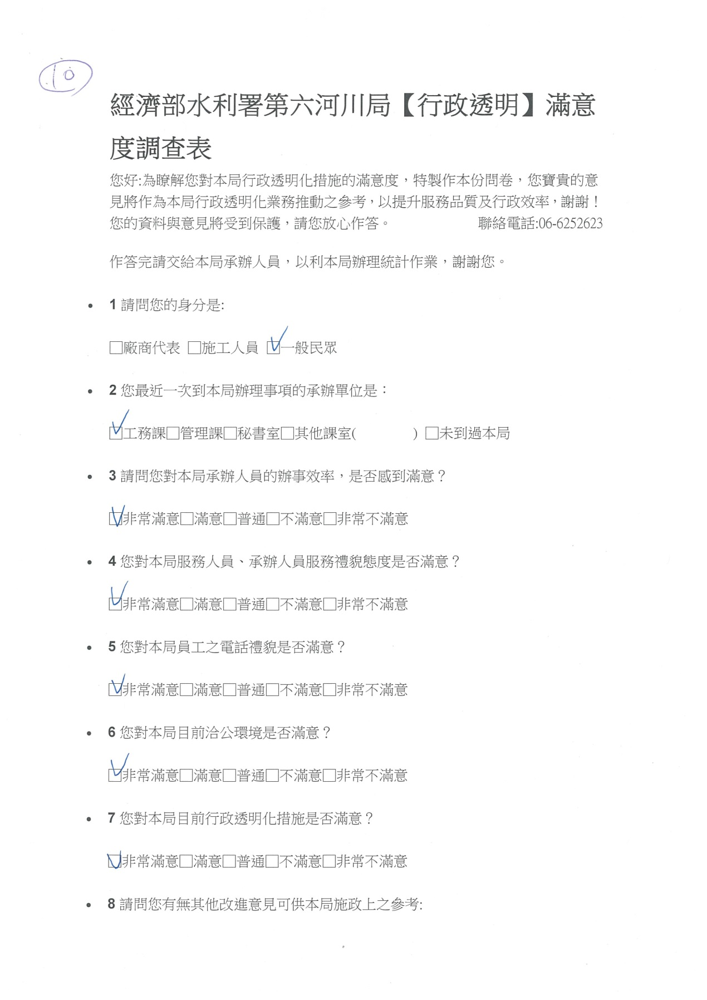 10
經濟部水利署第六河川局【行政透明】滿意
度調查表
您好:為瞭解您對本局行政透明化措施的滿意度，特製作本份問卷，您寶貴的意
見將作為本局行政透明化業務推動之參考，以提升服務品質及行政效率，謝謝！
您的資料與意見將受到保護，請您放心作答。 聯絡電話:06-6252623
作答完請交給本局承辦人員，以利本局辦理統計作業，謝謝您。
• 1 請問您的身分是:
□廠商代表 □施工人員 ☑一般民眾
• 2 您最近一次到本局辦理事項的承辦單位是：
☑工務課□管理課□秘書室□其他課室( ) □未到過本局
• 3 請問您對本局承辦人員的辦事效率，是否感到滿意？
☑非常滿意□滿意□普通□不滿意□非常不滿意
• 4 您對本局服務人員、承辦人員服務禮貌態度是否滿意？
☑非常滿意□滿意□普通□不滿意□非常不滿意
• 5 您對本局員工之電話禮貌是否滿意？
☑非常滿意□滿意□普通□不滿意□非常不滿意
• 6 您對本局目前洽公環境是否滿意？
☑非常滿意□滿意□普通□不滿意□非常不滿意
• 7 您對本局目前行政透明化措施是否滿意？
☑非常滿意□滿意□普通□不滿意□非常不滿意
• 8 請問您有無其他改進意見可供本局施政上之參考: